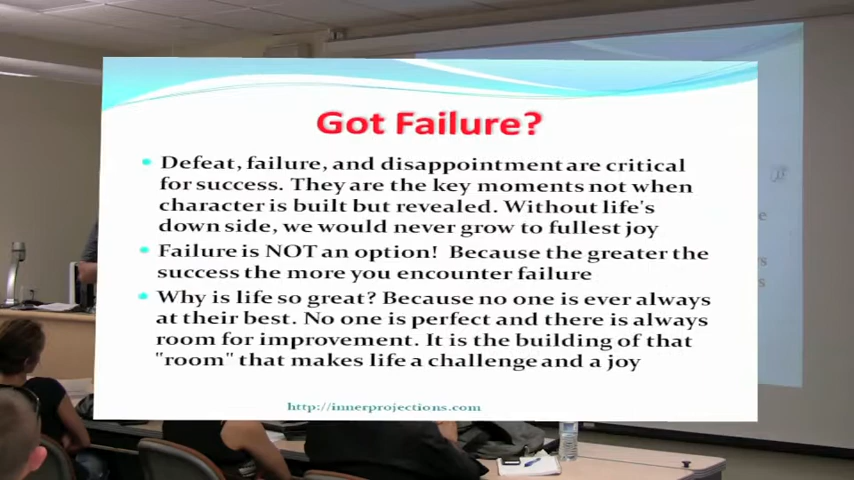 Got Failure?
Defeat, failure, and disappointment are critical
for success. They are the key moments not when
character is built but revealed. Without life's
down side, we would never grow to fullest joy
Failure is NOT an option! Because the greater the
success the more you encounter failure
Why is life so great? Because no one is ever always
at their best. No one is perfect and there is always
room for improvement. It is the building of that
"room" that makes life a challenge and a joy
http://innerprojections.com